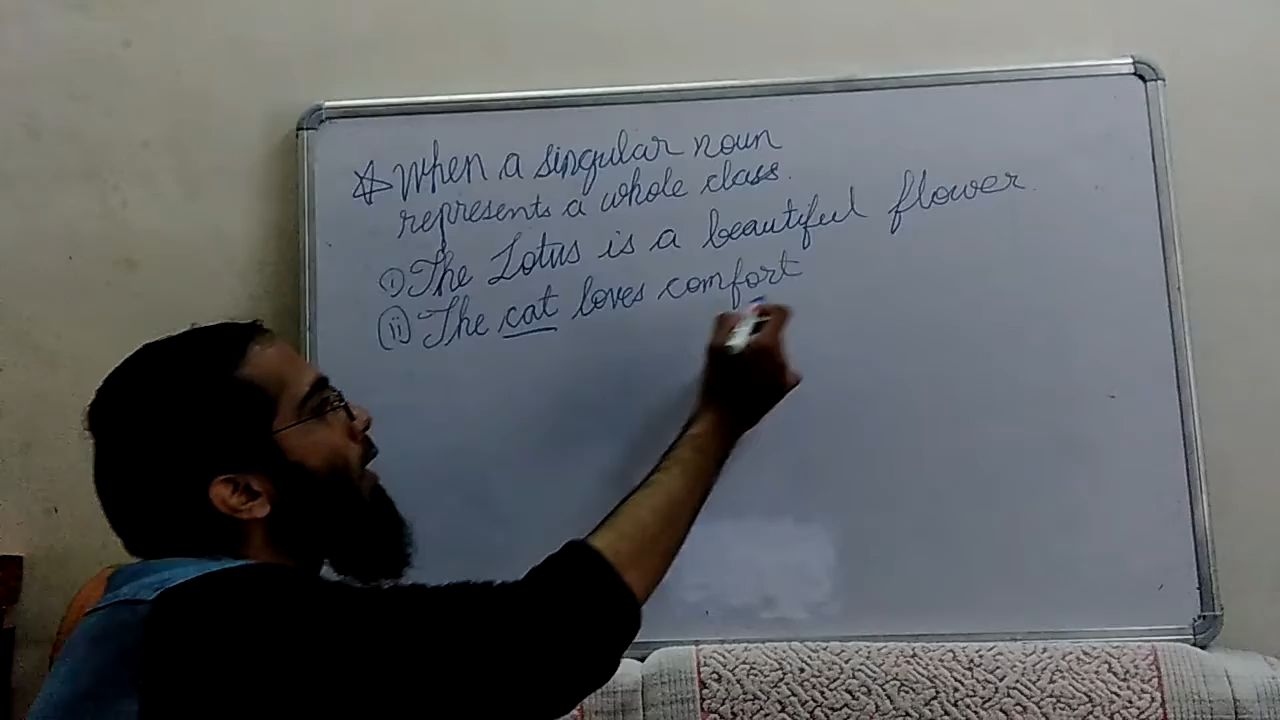 ☆ When a singular noun
represents a whole class.
i) The Lotus is a beautiful flower.
ii) The cat loves comfort